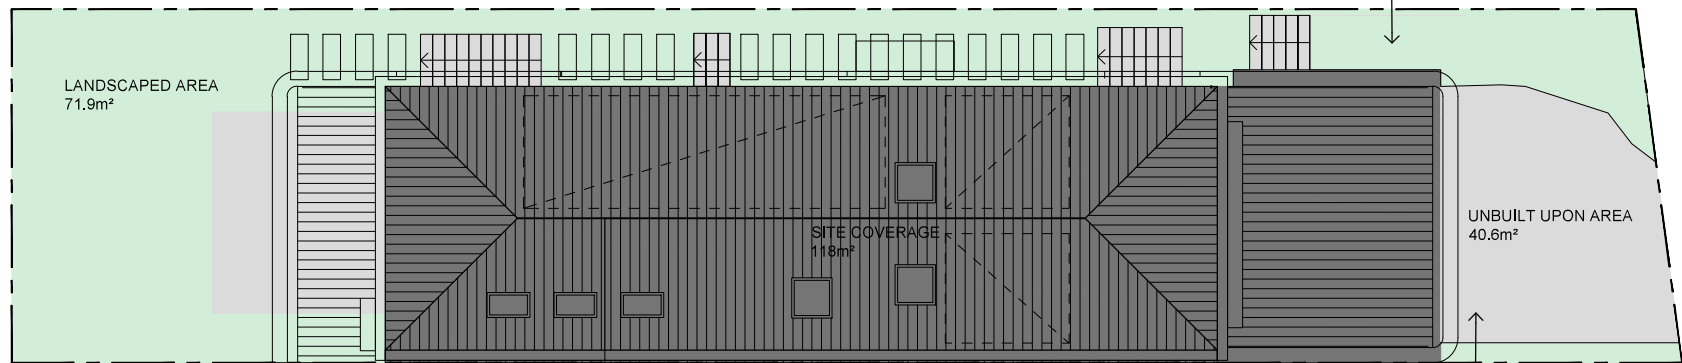 LANDSCAPED AREA
71.9m²
SITE COVERAGE
118m²
UNBUILT UPON AREA
40.6m²